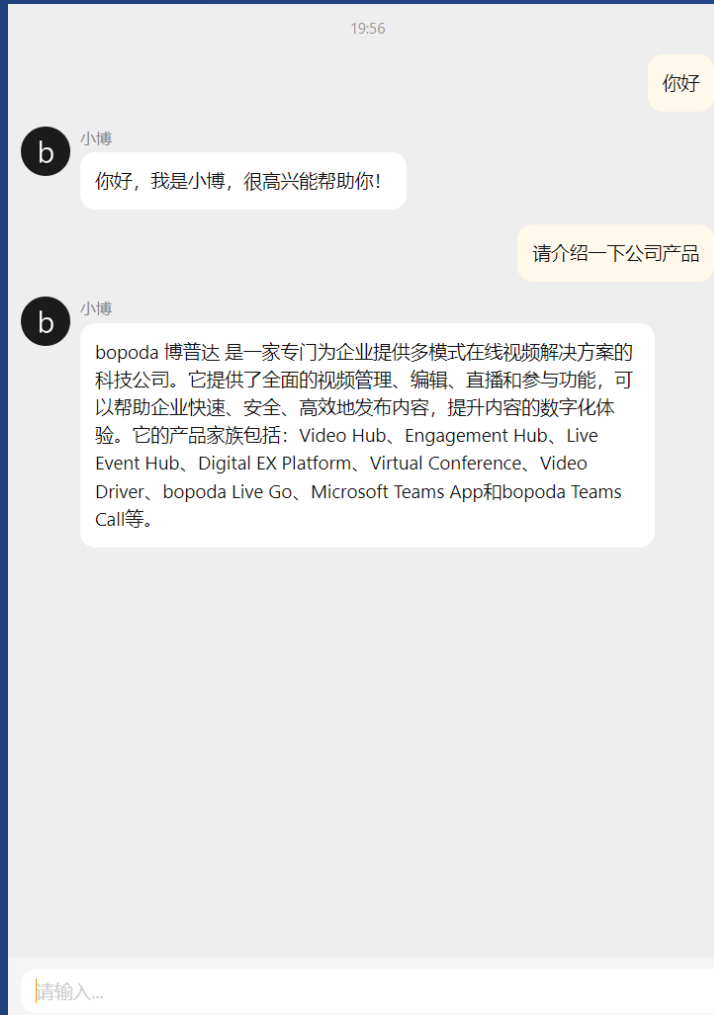 19:56
你好
小博
b
你好，我是小博，很高兴能帮助你！
请介绍一下公司产品
小博
b
bopoda 博普达 是一家专门为企业提供多模式在线视频解决方案的
科技公司。它提供了全面的视频管理、编辑、直播和参与功能，可
以帮助企业快速、安全、高效地发布内容，提升内容的数字化体
验。它的产品家族包括：Video Hub、Engagement Hub、Live
Event Hub、Digital EX Platform、Virtual Conference、Video
Driver、bopoda Live Go、Microsoft Teams App和bopoda Teams
Call等。
请输入...